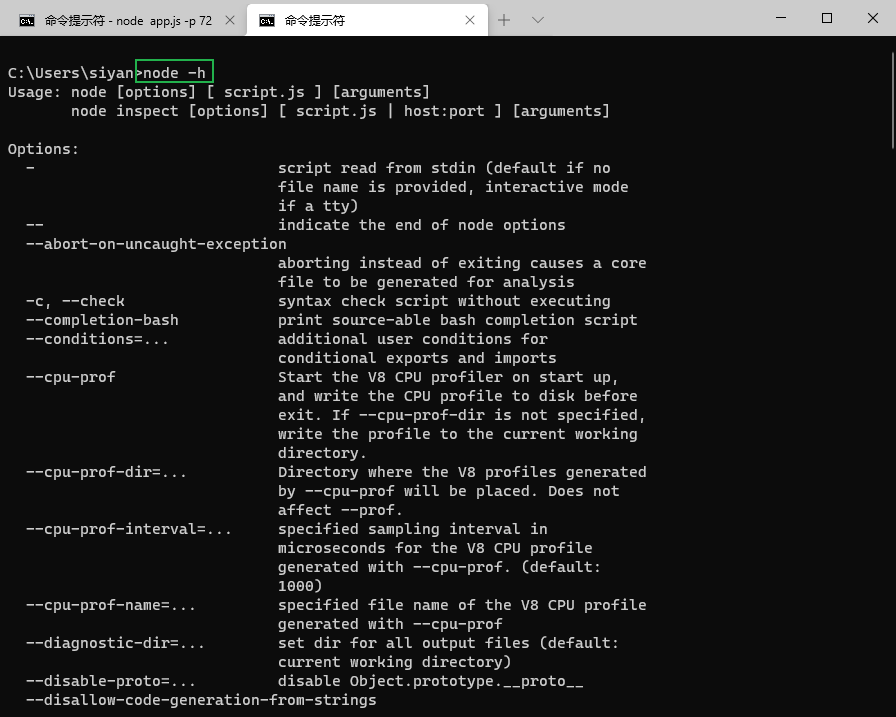 命令提示符 - node app.js -p 72
命令提示符
C:\Users\siyan>node -h
Usage: node [options] [ script.js ] [arguments]
       node inspect [options] [ script.js | host:port ] [arguments]
Options:
  -                         script read from stdin (default if no
                            file name is provided, interactive mode
                            if a tty)
  --                        indicate the end of node options
  --abort-on-uncaught-exception
                            aborting instead of exiting causes a core
                            file to be generated for analysis
  -c, --check               syntax check script without executing
  --completion-bash         print source-able bash completion script
  --conditions=...          additional user conditions for
                            conditional exports and imports
  --cpu-prof                Start the V8 CPU profiler on start up,
                            and write the CPU profile to disk before
                            exit. If --cpu-prof-dir is not specified,
                            write the profile to the current working
                            directory.
  --cpu-prof-dir=...        Directory where the V8 profiles generated
                            by --cpu-prof will be placed. Does not
                            affect --prof.
  --cpu-prof-interval=...   specified sampling interval in
                            microseconds for the V8 CPU profile
                            generated with --cpu-prof. (default:
                            1000)
  --cpu-prof-name=...       specified file name of the V8 CPU profile
                            generated with --cpu-prof
  --diagnostic-dir=...      set dir for all output files (default:
                            current working directory)
  --disable-proto=...       disable Object.prototype.__proto__
  --disallow-code-generation-from-strings